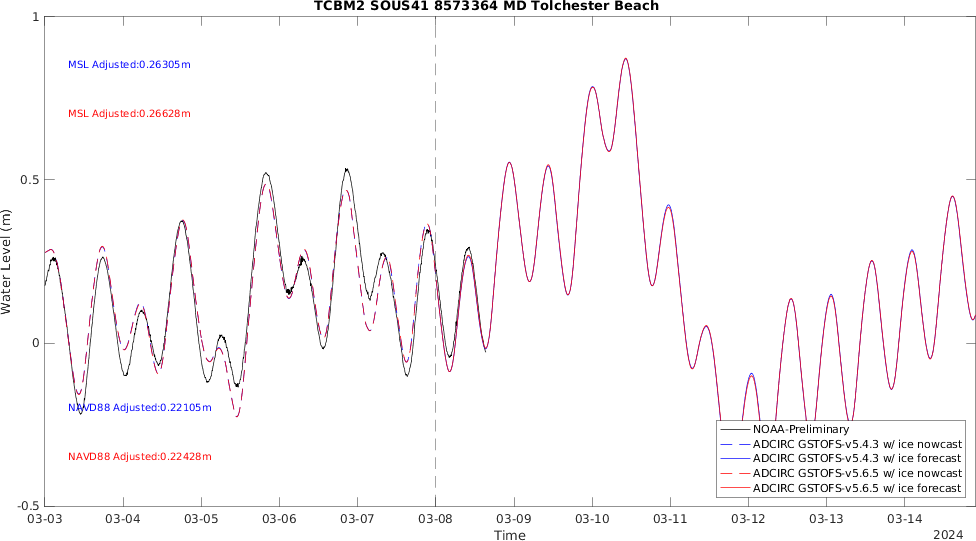 TCBM2 SOUS41 8573364 MD Tolchester Beach
1
MSL Adjusted:0.26305m
MSL Adjusted:0.26628m
0.5
Water Level (m)
0
NAVD88 Adjusted:0.22105m
NAVD88 Adjusted:0.22428m
NOAA-Preliminary
ADCIRC GSTOFS-v5.4.3 w/ ice nowcast
ADCIRC GSTOFS-v5.4.3 w/ ice forecast
ADCIRC GSTOFS-v5.6.5 w/ ice nowcast
ADCIRC GSTOFS-v5.6.5 w/ ice forecast
-0.5
03-03 03-04 03-05 03-06 03-07 03-08 03-09 03-10 03-11 03-12 03-13 03-14
Time
2024